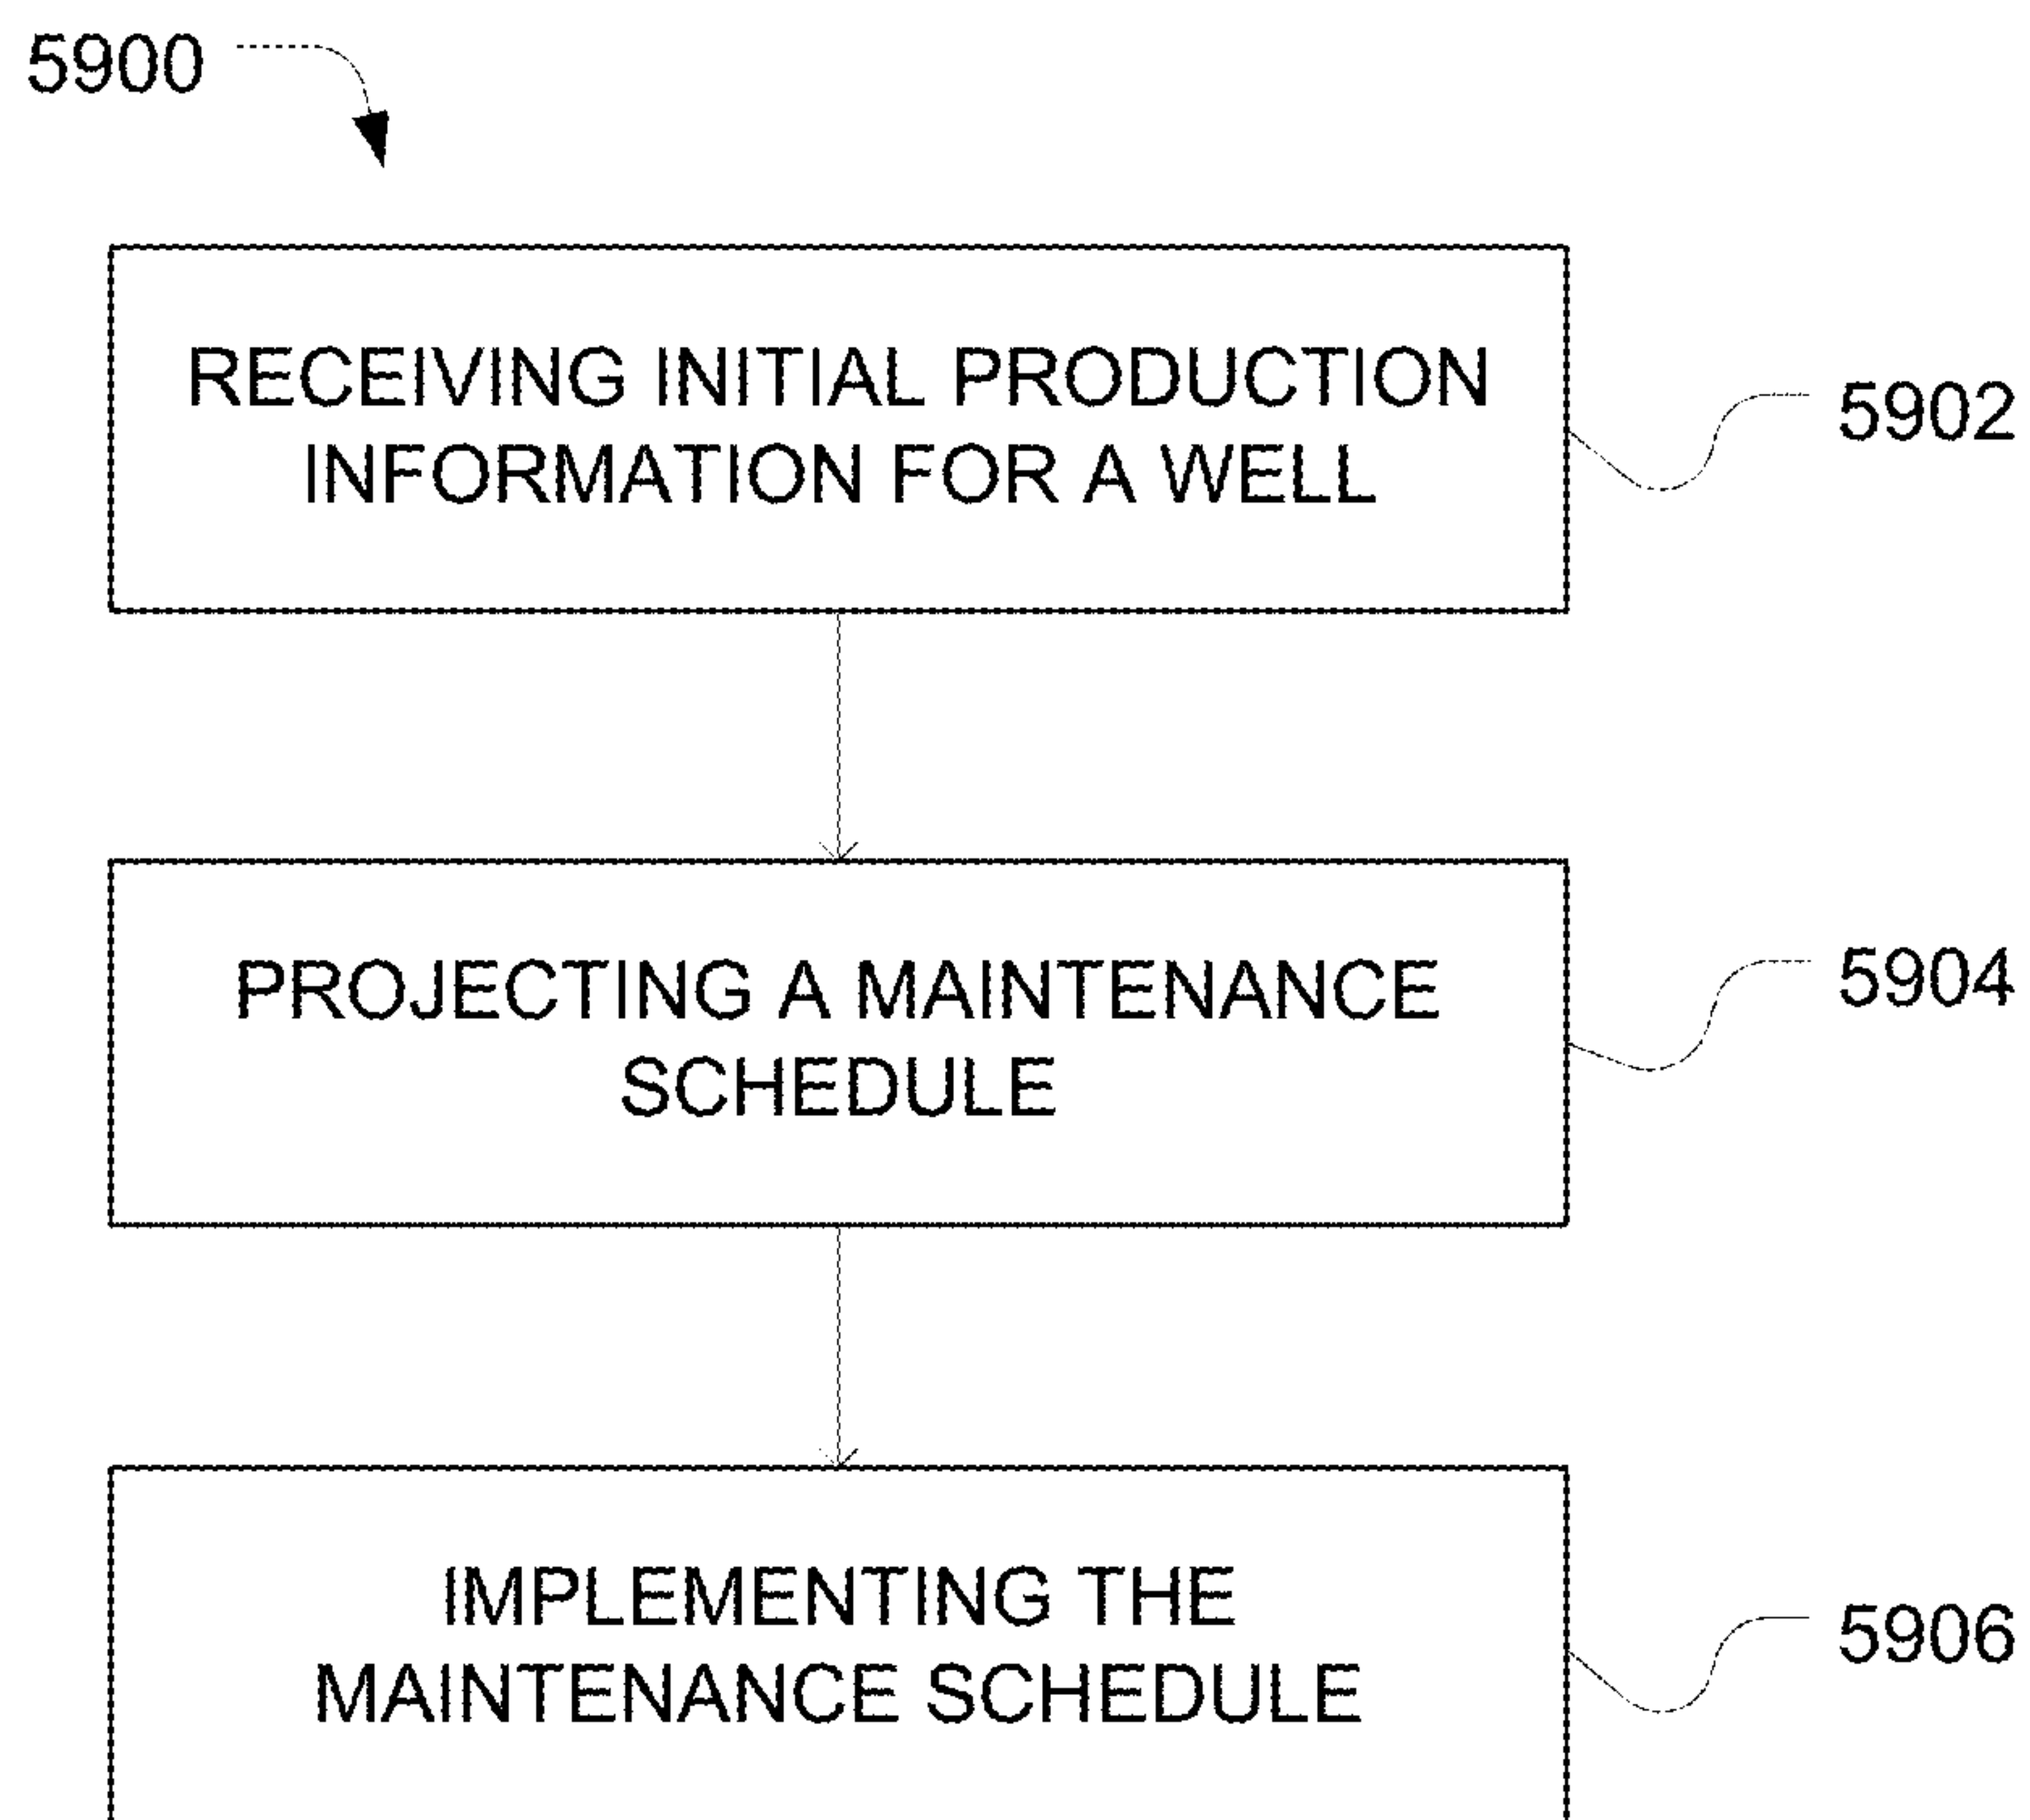 5900
RECEIVING INITIAL PRODUCTION
INFORMATION FOR A WELL
5902
PROJECTING A MAINTENANCE
SCHEDULE
5904
IMPLEMENTING THE
MAINTENANCE SCHEDULE
5906